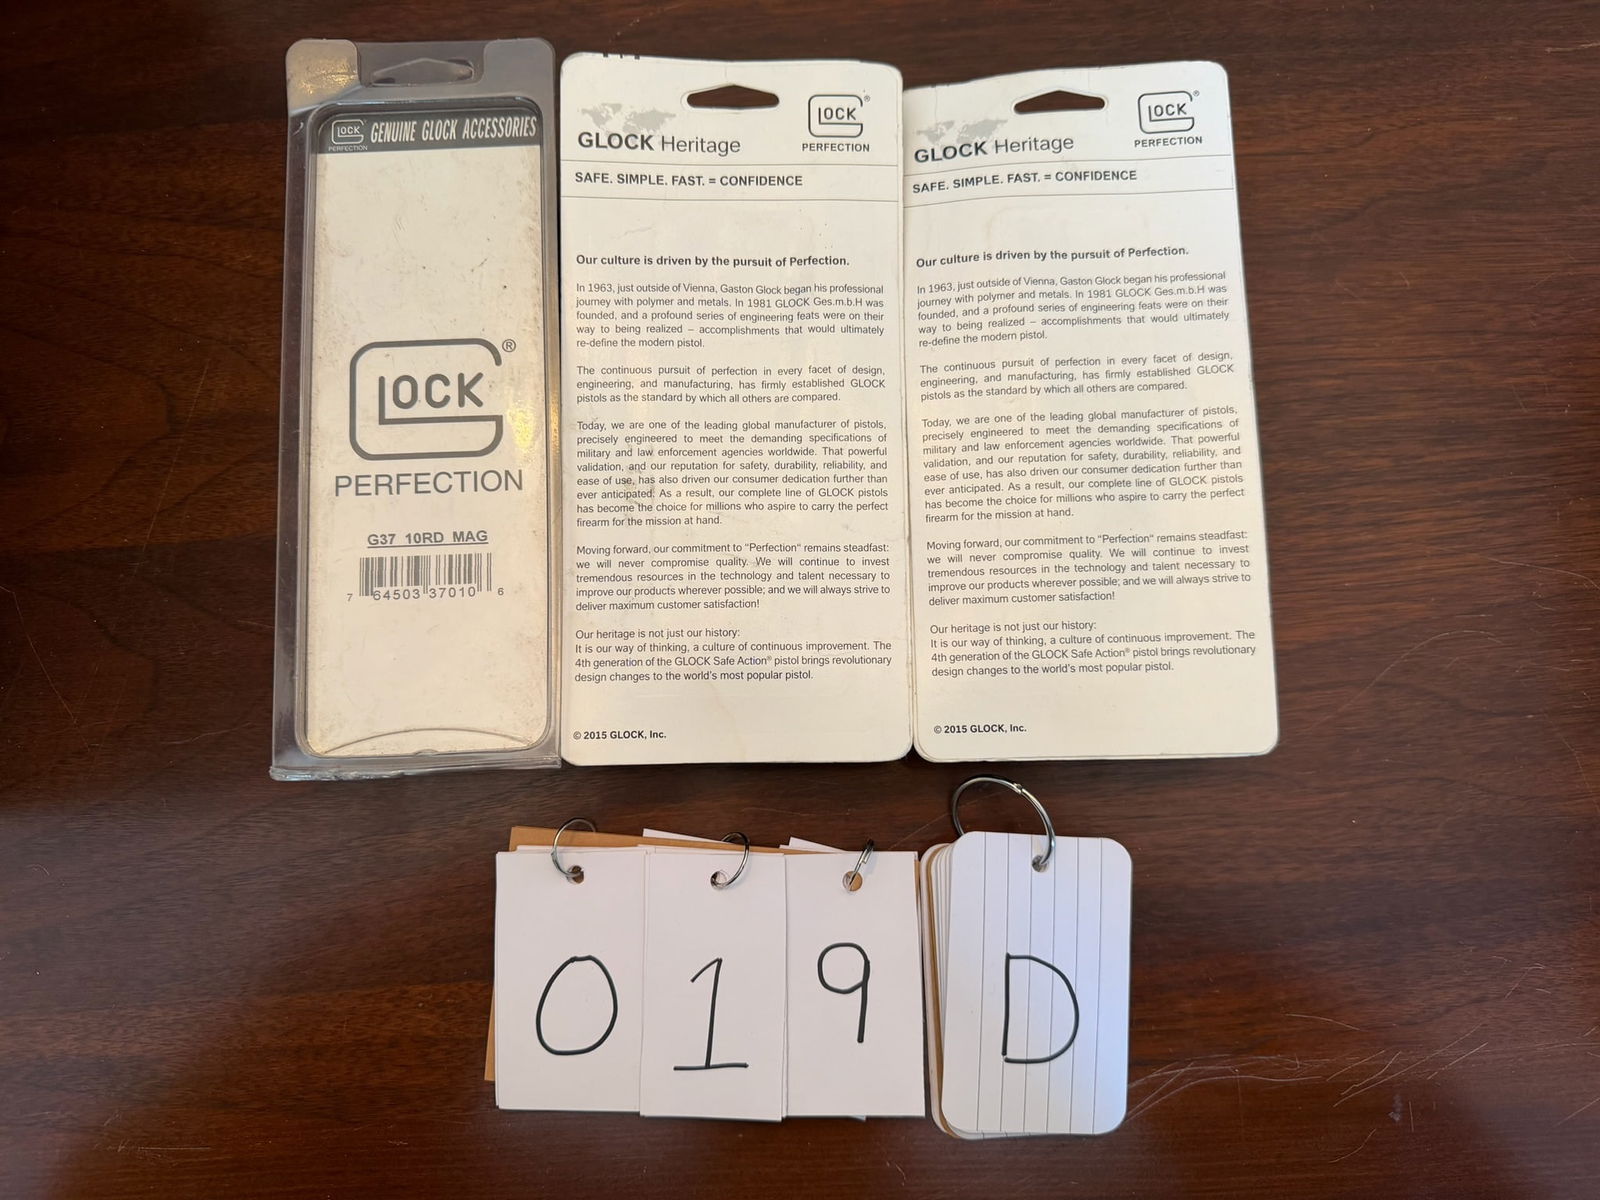 LOCK
PERFECTION
GENUINE GLOCK ACCESSORIES
LOCK ®
PERFECTION
G37 10RD MAG
7 64503 37010 6
GLOCK Heritage
LOCK ®
PERFECTION
SAFE. SIMPLE. FAST. = CONFIDENCE
Our culture is driven by the pursuit of Perfection.
In 1963, just outside of Vienna, Gaston Glock began his professional
journey with polymer and metals. In 1981 GLOCK Ges.m.b.H was
founded, and a profound series of engineering feats were on their
way to being realized – accomplishments that would ultimately
re-define the modern pistol.
The continuous pursuit of perfection in every facet of design,
engineering, and manufacturing, has firmly established GLOCK
pistols as the standard by which all others are compared.
Today, we are one of the leading global manufacturer of pistols,
precisely engineered to meet the demanding specifications of
military and law enforcement agencies worldwide. That powerful
validation, and our reputation for safety, durability, reliability, and
ease of use, has also driven our consumer dedication further than
ever anticipated. As a result, our complete line of GLOCK pistols
has become the choice for millions who aspire to carry the perfect
firearm for the mission at hand.
Moving forward, our commitment to "Perfection" remains steadfast:
we will never compromise quality. We will continue to invest
tremendous resources in the technology and talent necessary to
improve our products wherever possible; and we will always strive to
deliver maximum customer satisfaction!
Our heritage is not just our history:
It is our way of thinking, a culture of continuous improvement. The
4th generation of the GLOCK Safe Action® pistol brings revolutionary
design changes to the world's most popular pistol.
© 2015 GLOCK, Inc.
GLOCK Heritage
LOCK ®
PERFECTION
SAFE. SIMPLE. FAST. = CONFIDENCE
Our culture is driven by the pursuit of Perfection.
In 1963, just outside of Vienna, Gaston Glock began his professional
journey with polymer and metals. In 1981 GLOCK Ges.m.b.H was
founded, and a profound series of engineering feats were on their
way to being realized – accomplishments that would ultimately
re-define the modern pistol.
The continuous pursuit of perfection in every facet of design,
engineering, and manufacturing, has firmly established GLOCK
pistols as the standard by which all others are compared.
Today, we are one of the leading global manufacturer of pistols,
precisely engineered to meet the demanding specifications of
military and law enforcement agencies worldwide. That powerful
validation, and our reputation for safety, durability, reliability, and
ease of use, has also driven our consumer dedication further than
ever anticipated. As a result, our complete line of GLOCK pistols
has become the choice for millions who aspire to carry the perfect
firearm for the mission at hand.
Moving forward, our commitment to "Perfection" remains steadfast:
we will never compromise quality. We will continue to invest
tremendous resources in the technology and talent necessary to
improve our products wherever possible; and we will always strive to
deliver maximum customer satisfaction!
Our heritage is not just our history:
It is our way of thinking, a culture of continuous improvement. The
4th generation of the GLOCK Safe Action® pistol brings revolutionary
design changes to the world's most popular pistol.
© 2015 GLOCK, Inc.
0 1 9 D